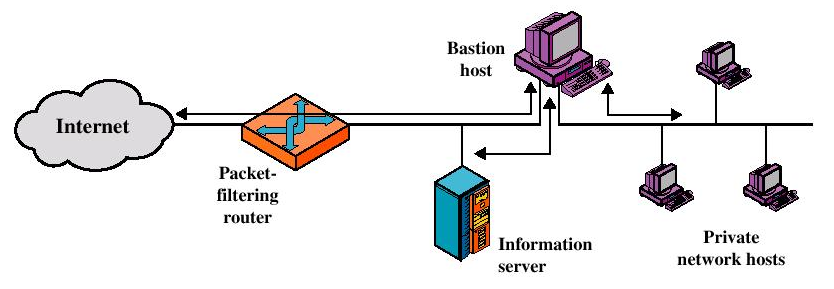 Bastion
host
Internet
Packet-
filtering
router
Information
server
Private
network hosts